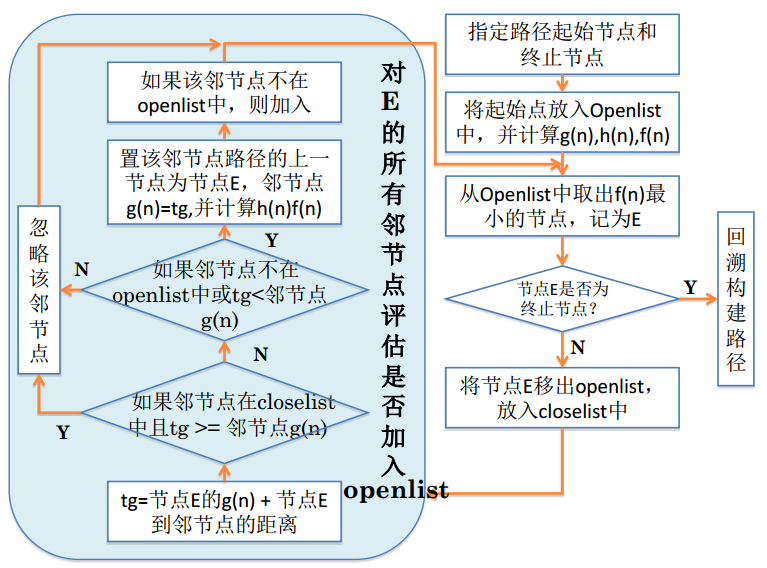 指定路径起始节点和
终止节点
将起始点放入Openlist
中，并计算g(n),h(n),f(n)
从Openlist中取出f(n)最
小的节点，记为E
节点E是否为
终止节点？
Y
回
溯
构
建
路
径
N
将节点E移出openlist，
放入closelist中
对
E
的
所
有
邻
节
点
评
估
是
否
加
入
openlist
tg=节点E的g(n) + 节点E
到邻节点的距离
如果邻节点在closelist
中且tg >= 邻节点g(n)
Y
N
如果邻节点不在
openlist中或tg<邻节点
g(n)
N
Y
忽
略
该
邻
节
点
置该邻节点路径的上一
节点为节点E，邻节点
g(n)=tg,并计算h(n)f(n)
如果该邻节点不在
openlist中，则加入